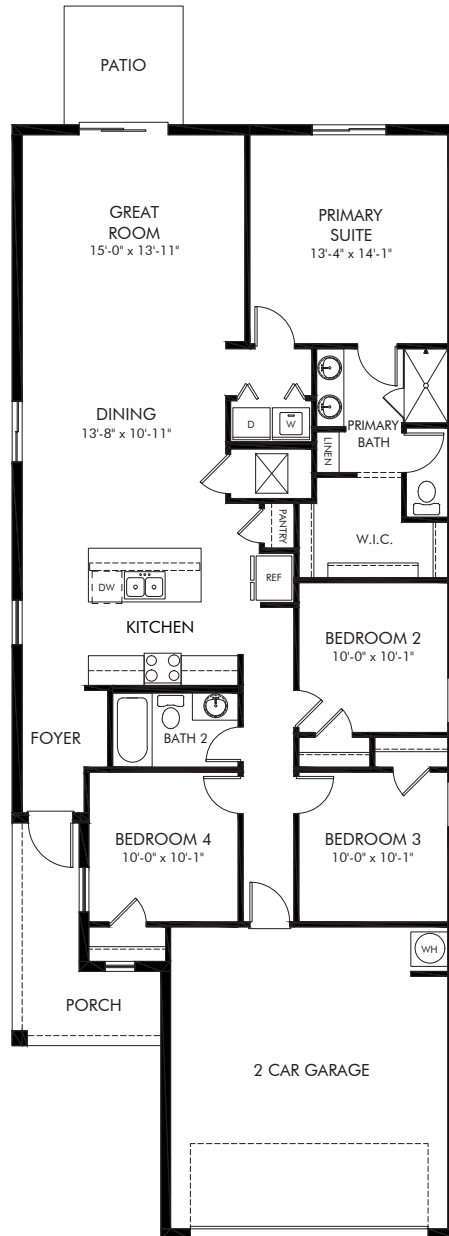 PATIO
GREAT
ROOM
15'-0" x 13'-11"
PRIMARY
SUITE
13'-4" x 14'-1"
DINING
13'-8" x 10'-11"
D
W
PRIMARY
BATH
LINEN
PANTRY
W.I.C.
REF
DW
KITCHEN
BEDROOM 2
10'-0" x 10'-1"
FOYER
BATH 2
BEDROOM 4
10'-0" x 10'-1"
BEDROOM 3
10'-0" x 10'-1"
WH
PORCH
2 CAR GARAGE